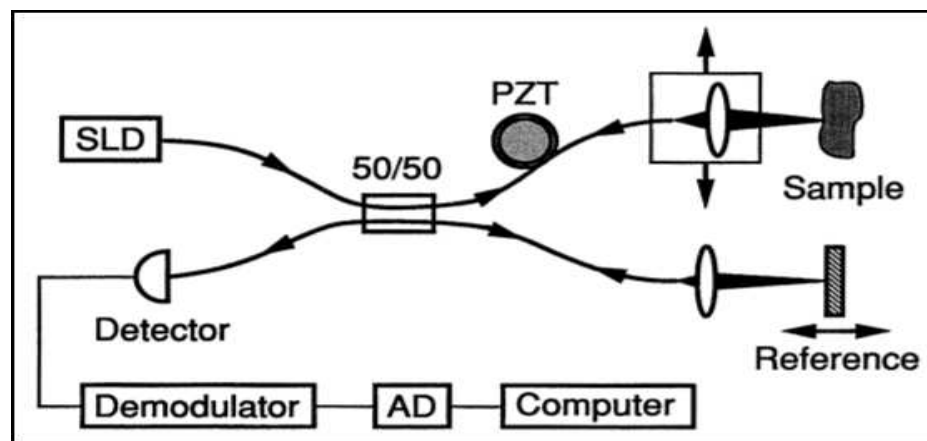 PZT
SLD
50/50
Sample
Detector
Reference
Demodulator
AD
Computer